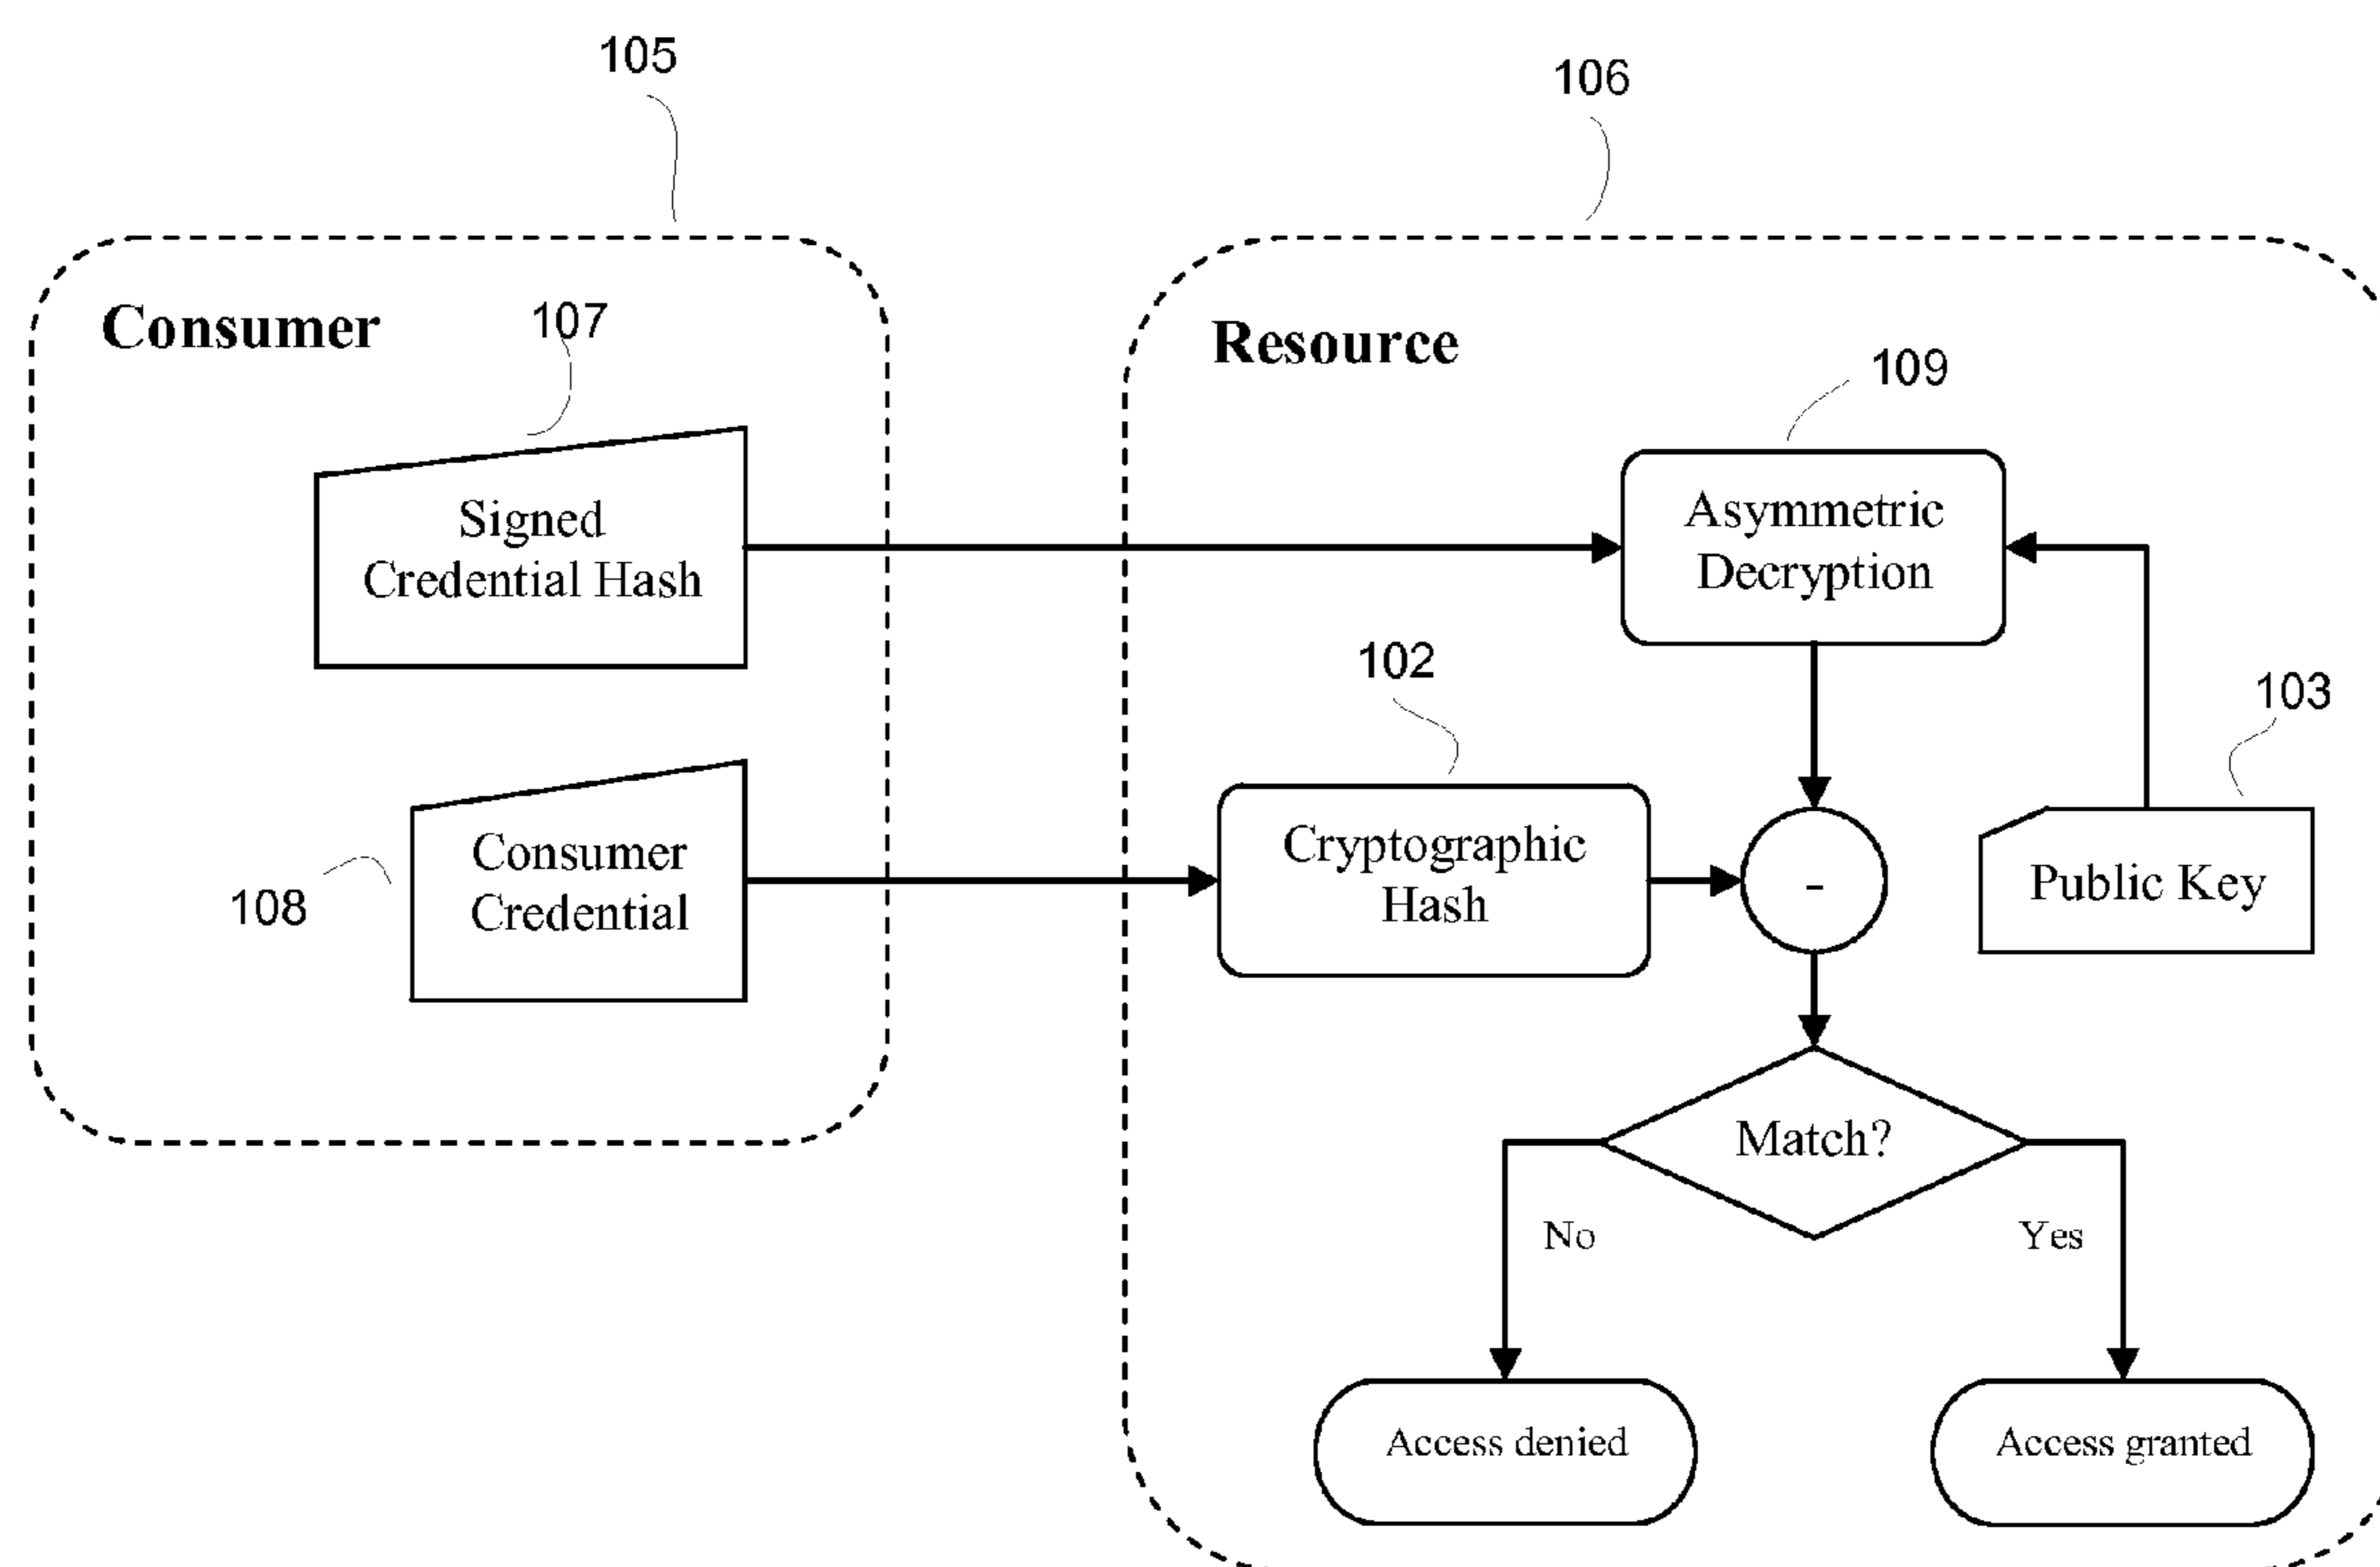 105
106
Consumer
107
Resource
109
Signed
Credential Hash
Asymmetric
Decryption
102
103
108
Consumer
Credential
Cryptographic
Hash
-
Public Key
Match?
No
Yes
Access denied
Access granted